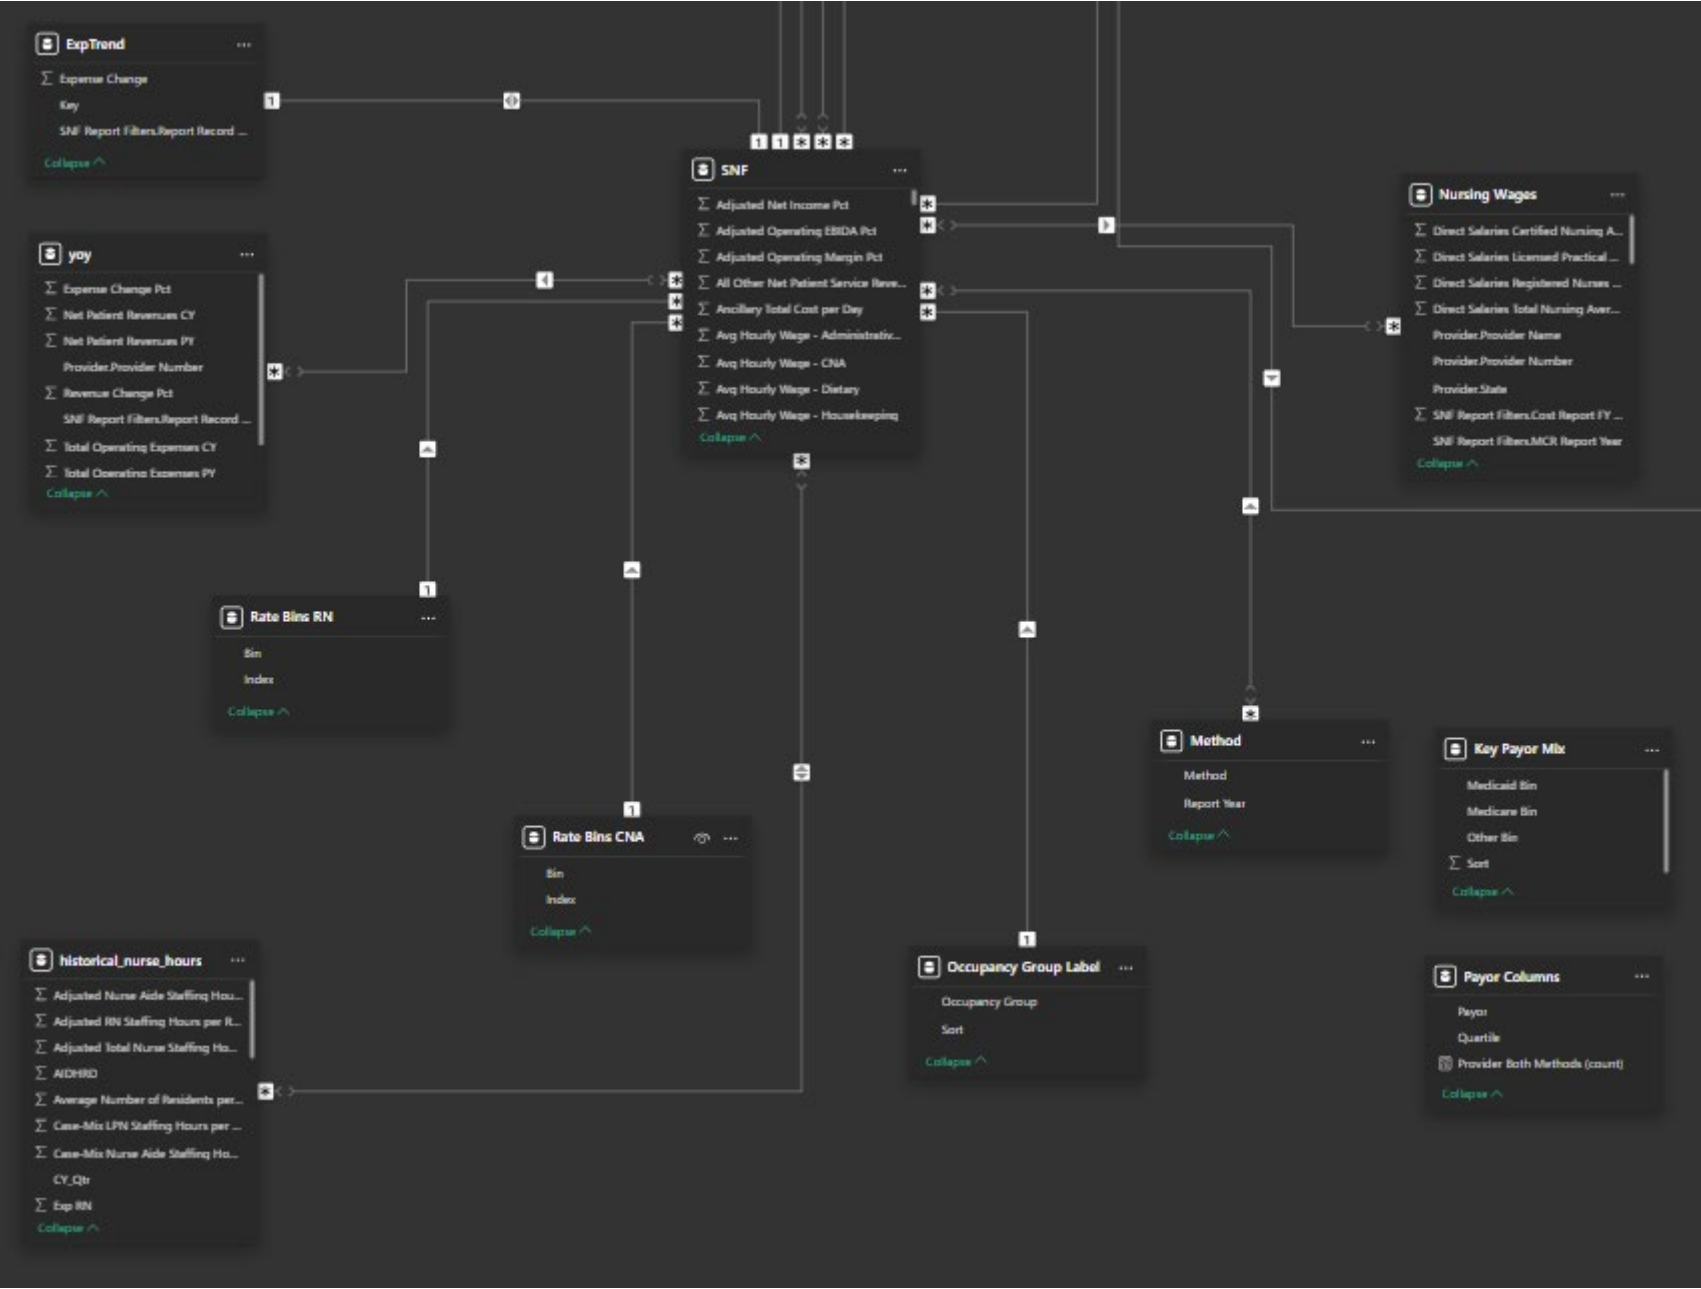 ExpTrend
Expense Change
Key
SNF Report Filters.Report Record ...
Collapse
yoy
Expense Change Pct
Net Patient Revenues CY
Net Patient Revenues PY
Provider.Provider Number
Revenue Change Pct
SNF Report Filters.Report Record ...
Total Operating Expenses CY
Total Operating Expenses PY
Collapse
SNF
Adjusted Net Income Pct
Adjusted Operating EBIDA Pct
Adjusted Operating Margin Pct
All Other Net Patient Service Reve...
Ancillary Total Cost per Day
Avg Hourly Wage - Administrativ...
Avg Hourly Wage - CNA
Avg Hourly Wage - Dietary
Avg Hourly Wage - Housekeeping
Collapse
Nursing Wages
Direct Salaries Certified Nursing A...
Direct Salaries Licensed Practical ...
Direct Salaries Registered Nurses ...
Direct Salaries Total Nursing Aver...
Provider.Provider Name
Provider.Provider Number
Provider.State
SNF Report Filters.Cost Report FY ...
SNF Report Filters.MCR Report Year
Collapse
Rate Bins RN
Bin
Index
Collapse
Rate Bins CNA
Bin
Index
Collapse
Method
Method
Report Year
Collapse
Key Payor Mix
Medicaid Bin
Medicare Bin
Other Bin
Sort
Collapse
historical_nurse_hours
Adjusted Nurse Aide Staffing Hou...
Adjusted RN Staffing Hours per R...
Adjusted Total Nurse Staffing Ho...
AIDHRD
Average Number of Residents per...
Case-Mix LPN Staffing Hours per ...
Case-Mix Nurse Aide Staffing Ho...
CY_Qtr
Exp RN
Collapse
Occupancy Group Label
Occupancy Group
Sort
Collapse
Payor Columns
Payor
Quartile
Provider Both Methods (count)
Collapse
1
1
1
1
1
1